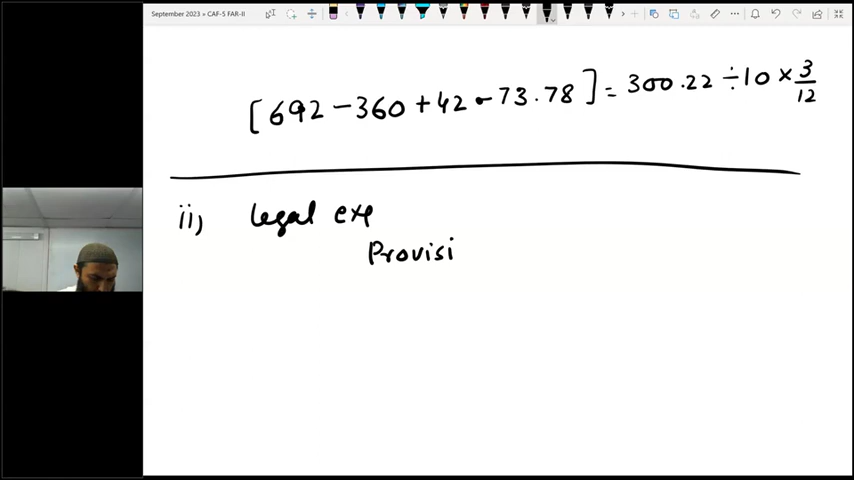 September 2023 » CAF-5 FAR-II
[692 - 360 + 42 - 73.78] = 300.22 ÷ 10 × 3/12
ii) Legal exp
Provisi